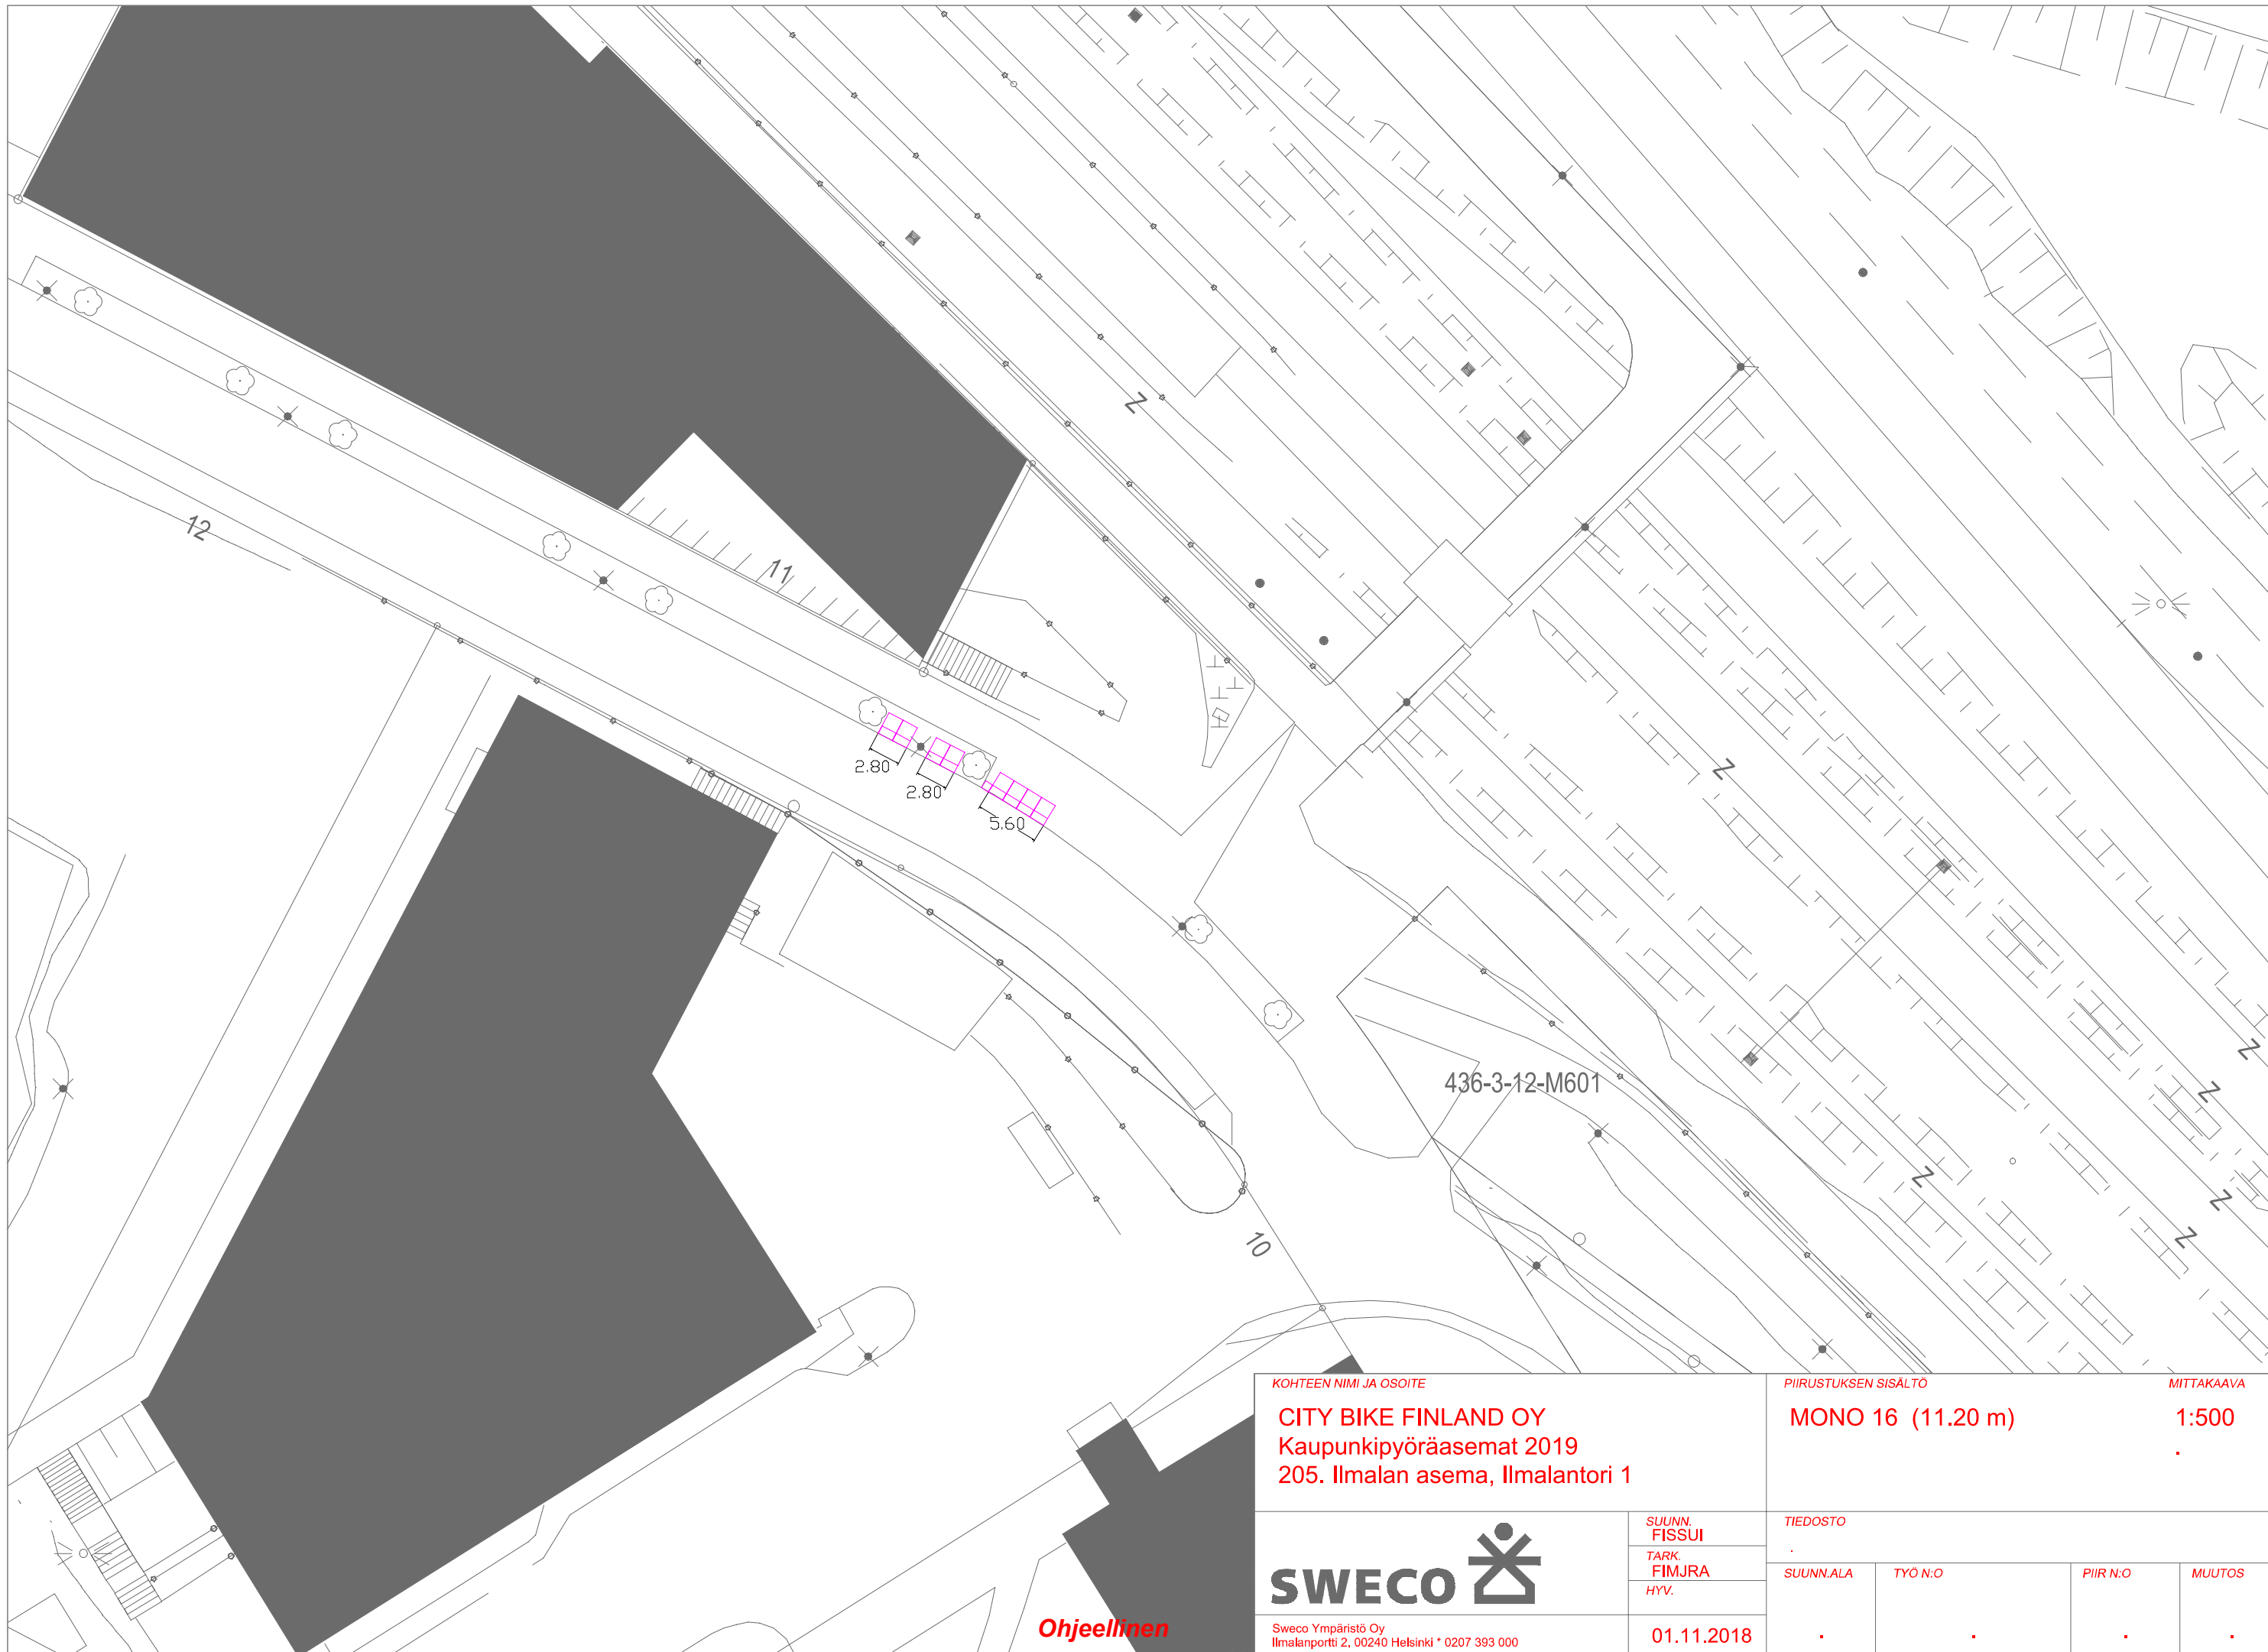 Z
12
11
2.80
2.80
5.60
Z
436-3-12-M601
Z
Z
Z
Z
Z
10
KOHTEEN NIMI JA OSOITE
CITY BIKE FINLAND OY
Kaupunkipyöräasemat 2019
205. Ilmalan asema, Ilmalantori 1
PIIRUSTUKSEN SISÄLTÖ
MITTAKAAVA
MONO 16 (11.20 m)
1:500
.
SWECO
SUUNN.
FISSUI
TARK.
FIMJRA
HYV.
TIEDOSTO
.
SUUNN.ALA
TYÖ N:O
PIIR N:O
MUUTOS
Ohjeellinen
Sweco Ympäristö Oy
Ilmalanportti 2, 00240 Helsinki * 0207 393 000
01.11.2018
. . . .